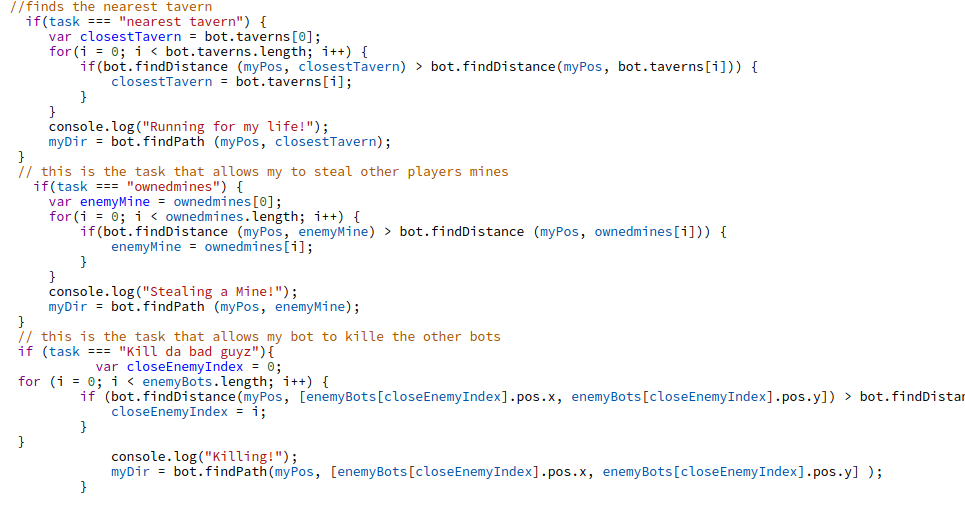 //finds the nearest tavern
if(task === "nearest tavern") {
var closestTavern = bot.taverns[0];
for(i = 0; i < bot.taverns.length; i++) {
if(bot.findDistance (myPos, closestTavern) > bot.findDistance(myPos, bot.taverns[i])) {
closestTavern = bot.taverns[i];
}
}
console.log("Running for my life!");
myDir = bot.findPath (myPos, closestTavern);
}
// this is the task that allows my to steal other players mines
if(task === "ownedmines") {
var enemyMine = ownedmines[0];
for(i = 0; i < ownedmines.length; i++) {
if(bot.findDistance (myPos, enemyMine) > bot.findDistance (myPos, ownedmines[i])) {
enemyMine = ownedmines[i];
}
}
console.log("Stealing a Mine!");
myDir = bot.findPath (myPos, enemyMine);
}
// this is the task that allows my bot to kille the other bots
if (task === "Kill da bad guyz"){
var closeEnemyIndex = 0;
for (i = 0; i < enemyBots.length; i++) {
if (bot.findDistance(myPos, [enemyBots[closeEnemyIndex].pos.x, enemyBots[closeEnemyIndex].pos.y]) > bot.findDistan
closeEnemyIndex = i;
}
}
console.log("Killing!");
myDir = bot.findPath(myPos, [enemyBots[closeEnemyIndex].pos.x, enemyBots[closeEnemyIndex].pos.y] );
}